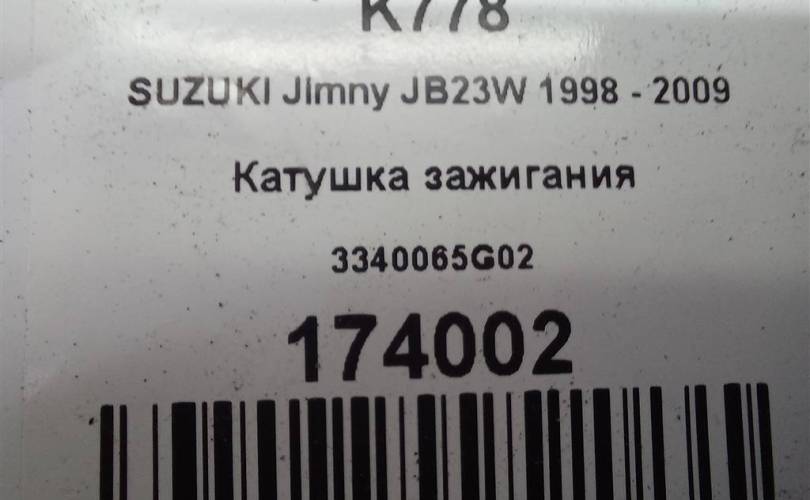 K778
SUZUKI Jimny JB23W 1998 - 2009
Катушка зажигания
3340065G02
174002